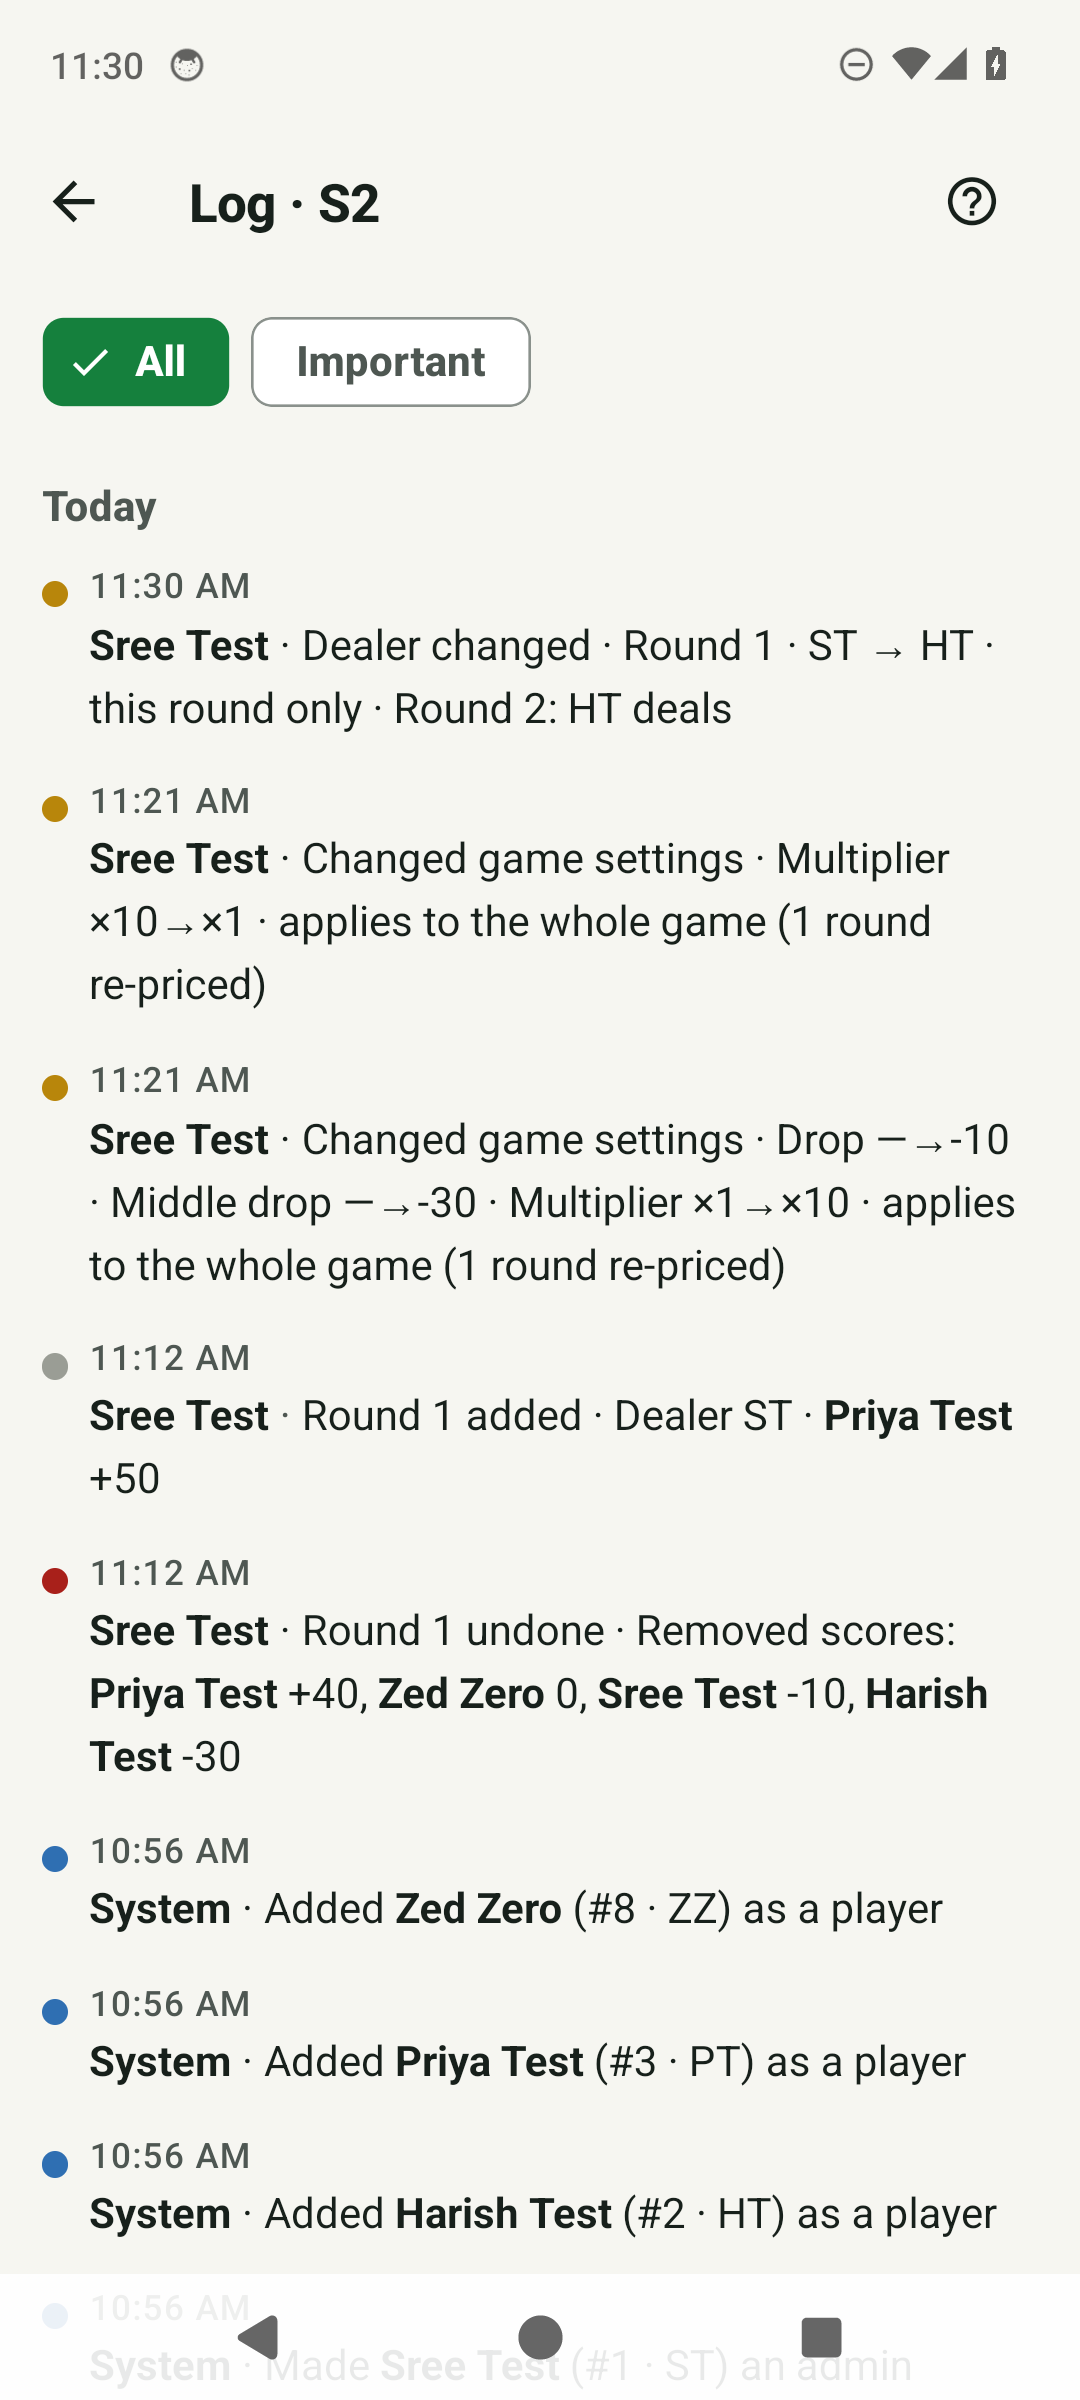 11:30
Log · S2
All
Important
Today
11:30 AM
Sree Test · Dealer changed · Round 1 · ST → HT ·
this round only · Round 2: HT deals
11:21 AM
Sree Test · Changed game settings · Multiplier
×10→×1 · applies to the whole game (1 round
re-priced)
11:21 AM
Sree Test · Changed game settings · Drop —→-10
· Middle drop —→-30 · Multiplier ×1→×10 · applies
to the whole game (1 round re-priced)
11:12 AM
Sree Test · Round 1 added · Dealer ST · Priya Test
+50
11:12 AM
Sree Test · Round 1 undone · Removed scores:
Priya Test +40, Zed Zero 0, Sree Test -10, Harish
Test -30
10:56 AM
System · Added Zed Zero (#8 · ZZ) as a player
10:56 AM
System · Added Priya Test (#3 · PT) as a player
10:56 AM
System · Added Harish Test (#2 · HT) as a player
10:56 AM
System · Made Sree Test (#1 · ST) an admin